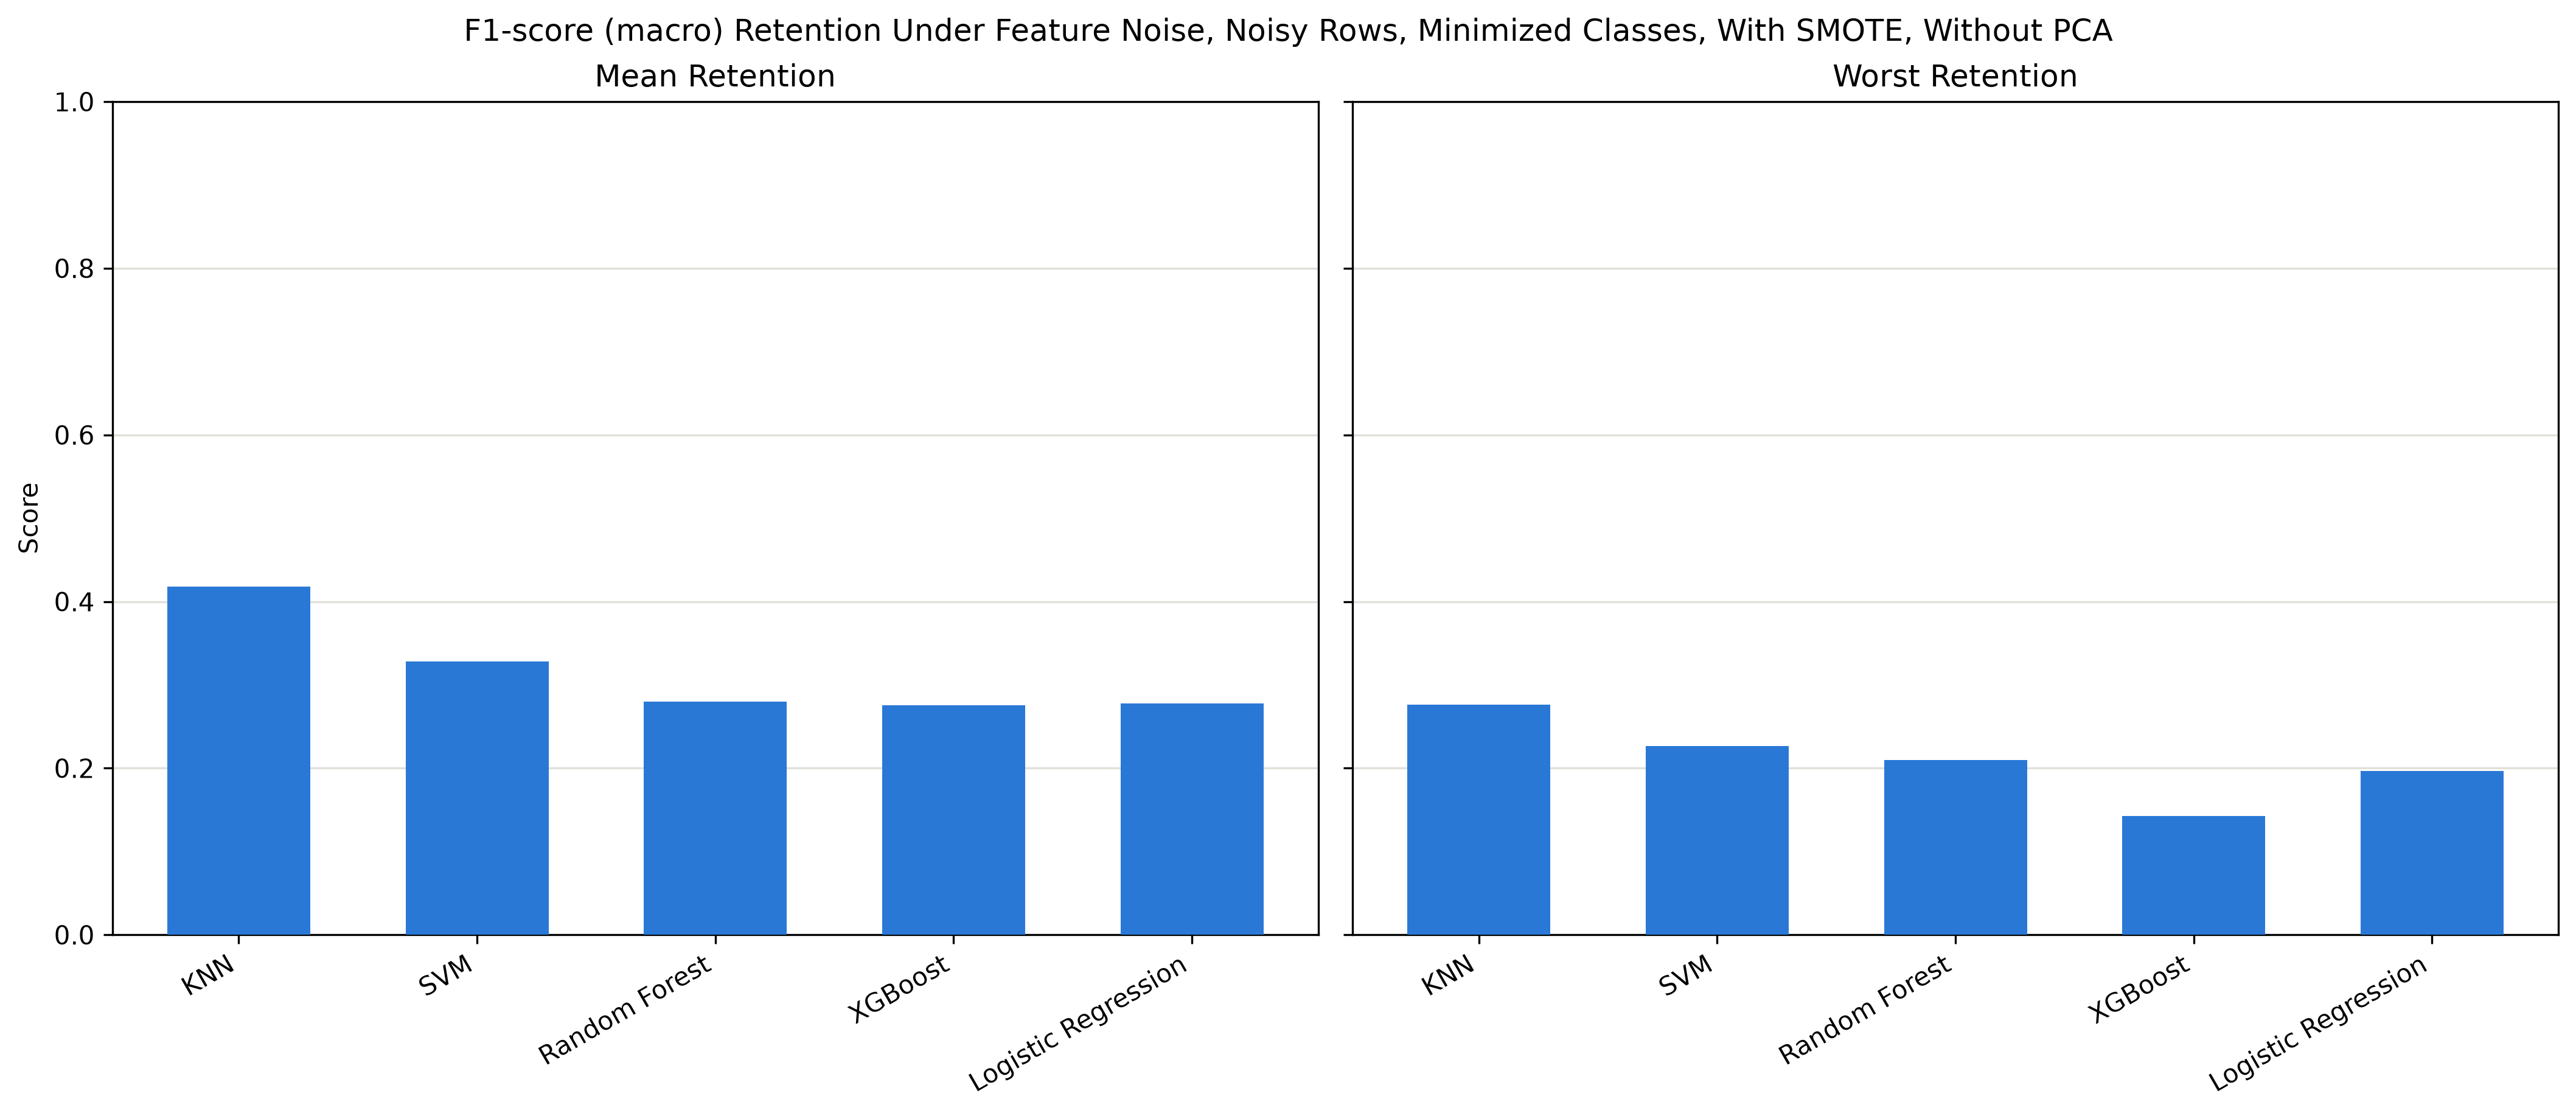 F1-score (macro) Retention Under Feature Noise, Noisy Rows, Minimized Classes, With SMOTE, Without PCA
Mean Retention
Score
1.0
0.8
0.6
0.4
0.2
0.0
KNN
SVM
Random Forest
XGBoost
Logistic Regression
Worst Retention
KNN
SVM
Random Forest
XGBoost
Logistic Regression